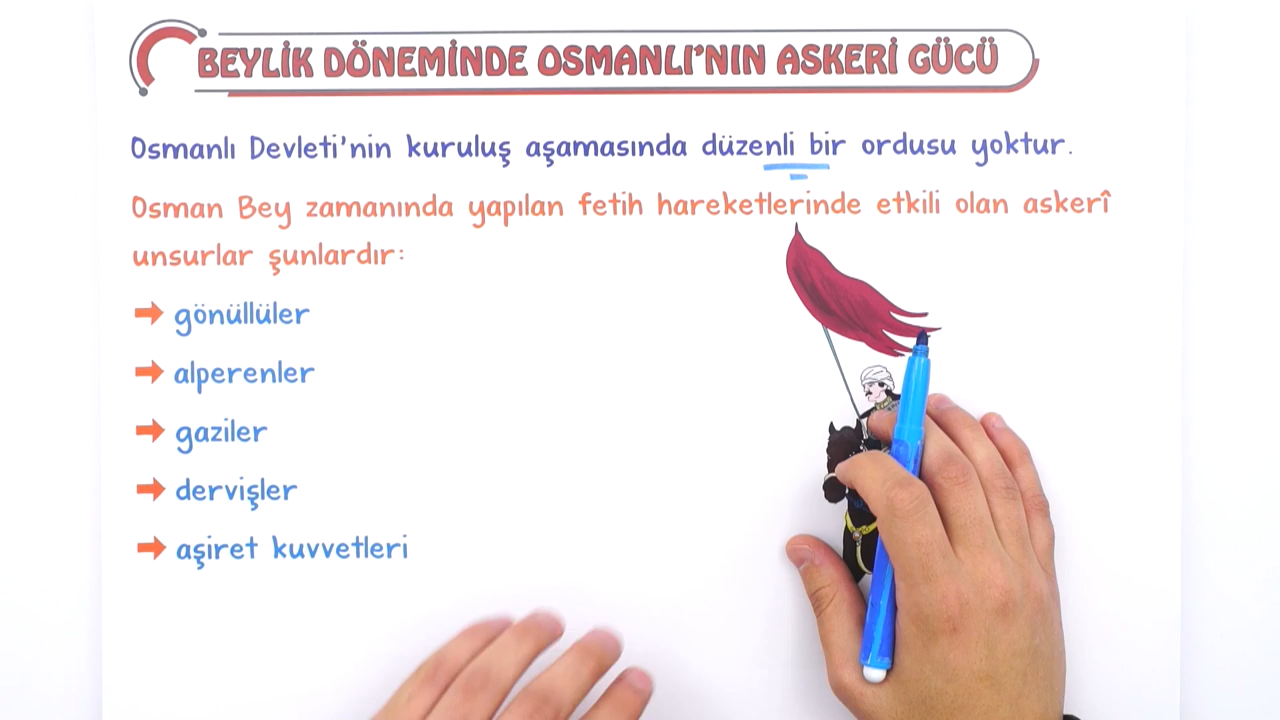 BEYLİK DÖNEMİNDE OSMANLI'NIN ASKERİ GÜCÜ
Osmanlı Devleti'nin kuruluş aşamasında düzenli bir ordusu yoktur.
Osman Bey zamanında yapılan fetih hareketlerinde etkili olan askerî
unsurlar şunlardır:
gönüllüler
alperenler
gaziler
dervişler
aşiret kuvvetleri